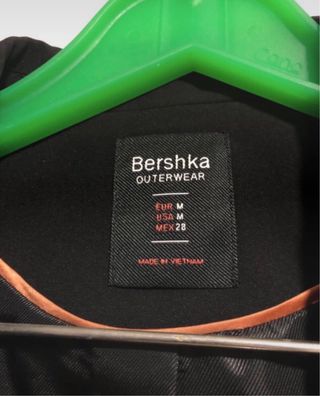 Bershka
OUTERWEAR
EUR M
USA M
MEX 28
MADE IN VIETNAM